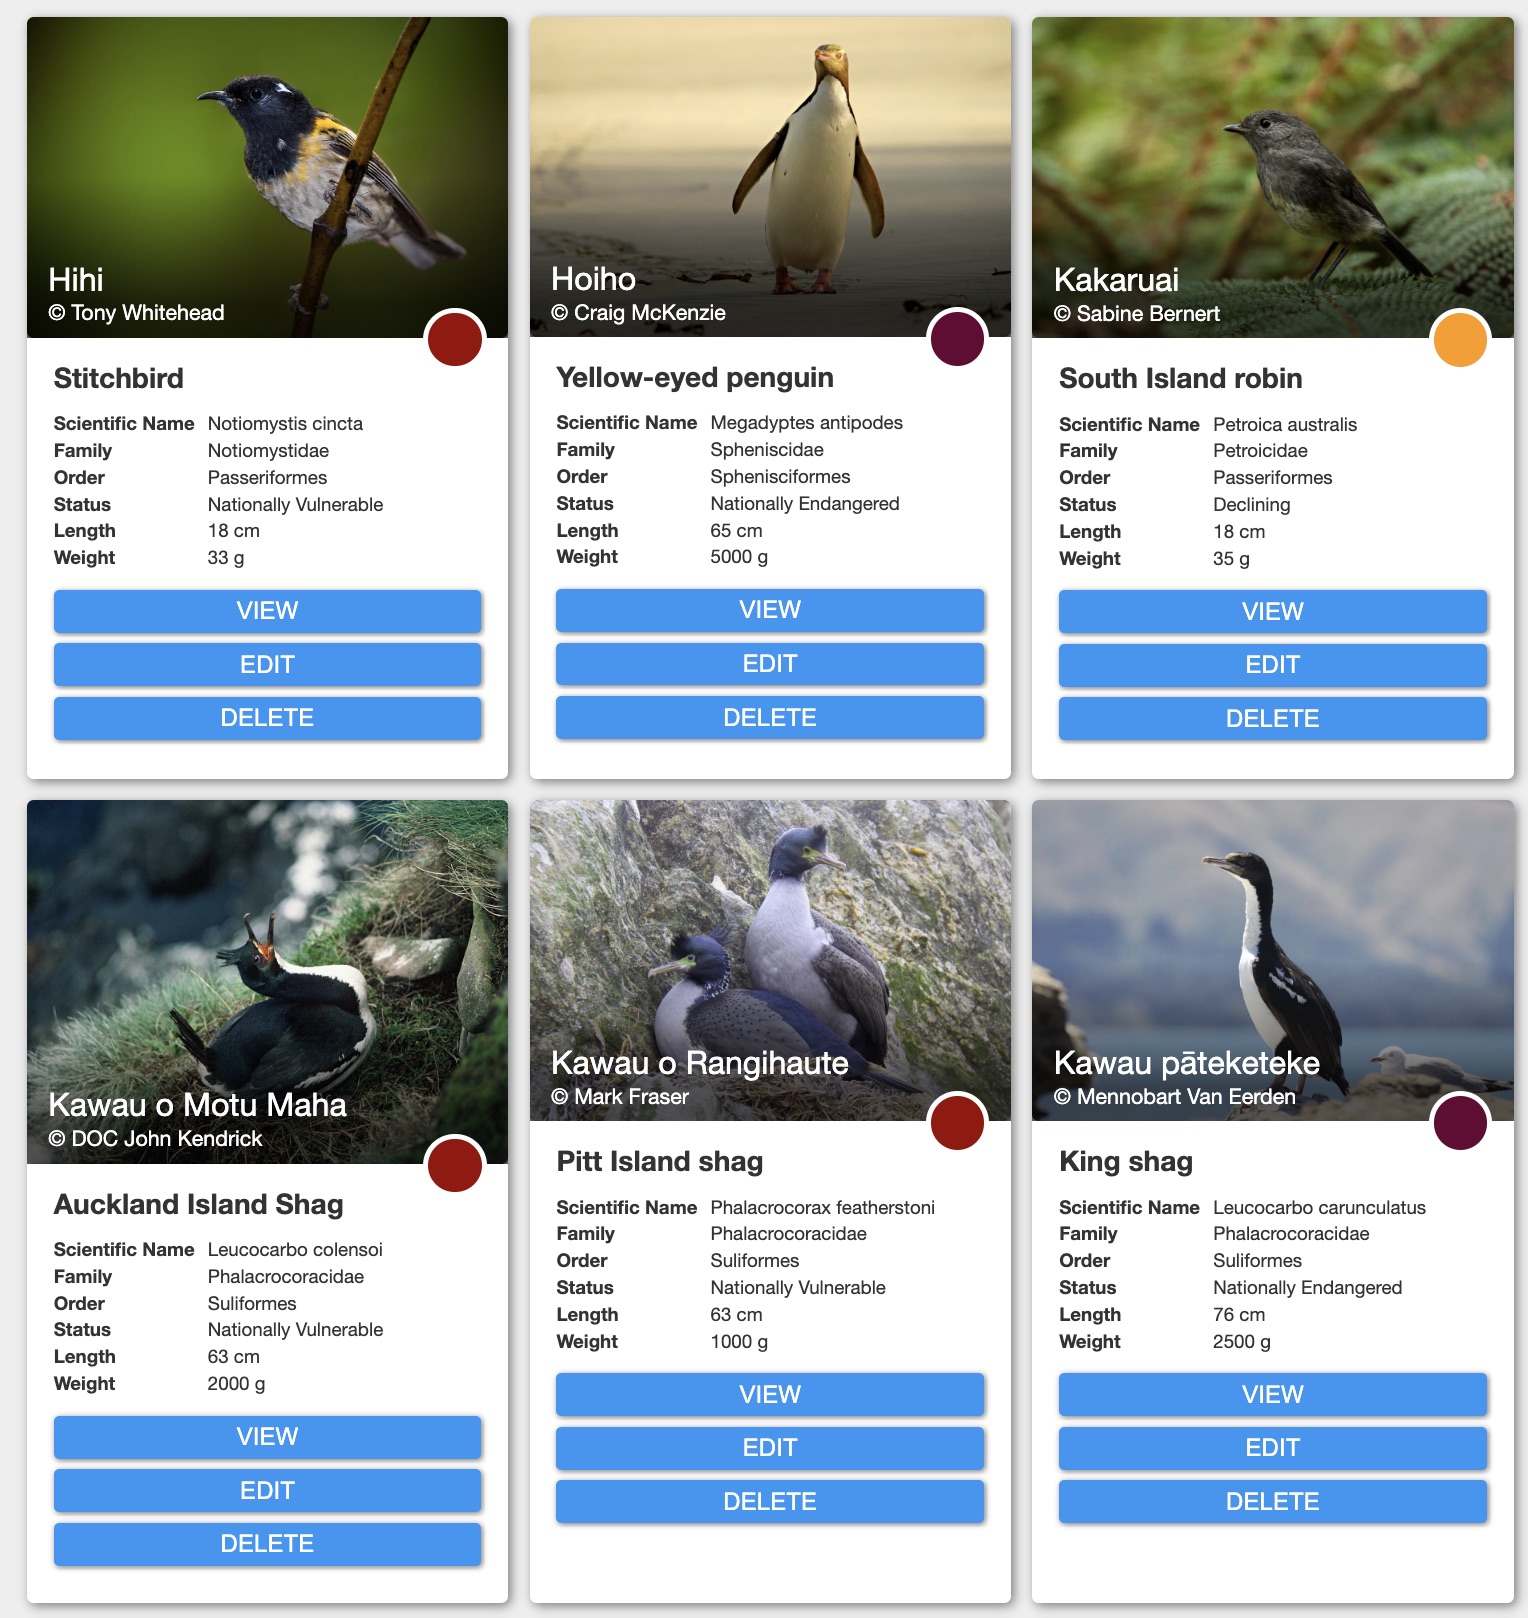 Hihi
© Tony Whitehead
Stitchbird
Scientific Name Notiomystis cincta
Family Notiomystidae
Order Passeriformes
Status Nationally Vulnerable
Length 18 cm
Weight 33 g
VIEW
EDIT
DELETE
Hoiho
© Craig McKenzie
Yellow-eyed penguin
Scientific Name Megadyptes antipodes
Family Spheniscidae
Order Sphenisciformes
Status Nationally Endangered
Length 65 cm
Weight 5000 g
VIEW
EDIT
DELETE
Kakaruai
© Sabine Bernert
South Island robin
Scientific Name Petroica australis
Family Petroicidae
Order Passeriformes
Status Declining
Length 18 cm
Weight 35 g
VIEW
EDIT
DELETE
Kawau o Motu Maha
© DOC John Kendrick
Auckland Island Shag
Scientific Name Leucocarbo colensoi
Family Phalacrocoracidae
Order Suliformes
Status Nationally Vulnerable
Length 63 cm
Weight 2000 g
VIEW
EDIT
DELETE
Kawau o Rangihaute
© Mark Fraser
Pitt Island shag
Scientific Name Phalacrocorax featherstoni
Family Phalacrocoracidae
Order Suliformes
Status Nationally Vulnerable
Length 63 cm
Weight 1000 g
VIEW
EDIT
DELETE
Kawau pāteketeke
© Mennobart Van Eerden
King shag
Scientific Name Leucocarbo carunculatus
Family Phalacrocoracidae
Order Suliformes
Status Nationally Endangered
Length 76 cm
Weight 2500 g
VIEW
EDIT
DELETE